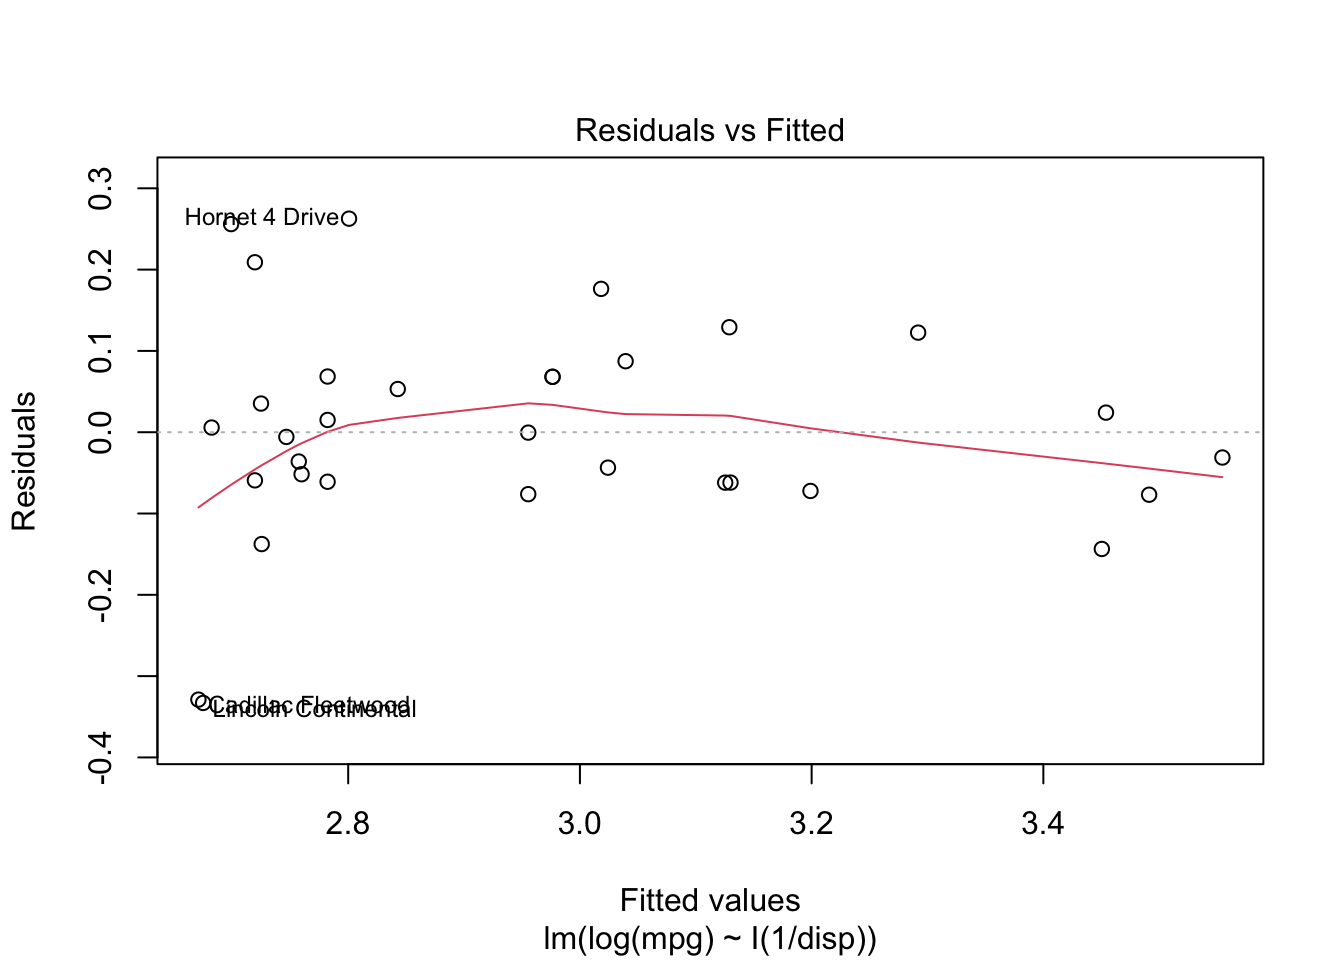 Residuals vs Fitted
0.3
0.2
0.1
0.0
-0.2
-0.4
Residuals
Hornet 4 Drive
Cadillac Fleetwood
Lincoln Continental
2.8 3.0 3.2 3.4
Fitted values
lm(log(mpg) ~ I(1/disp))